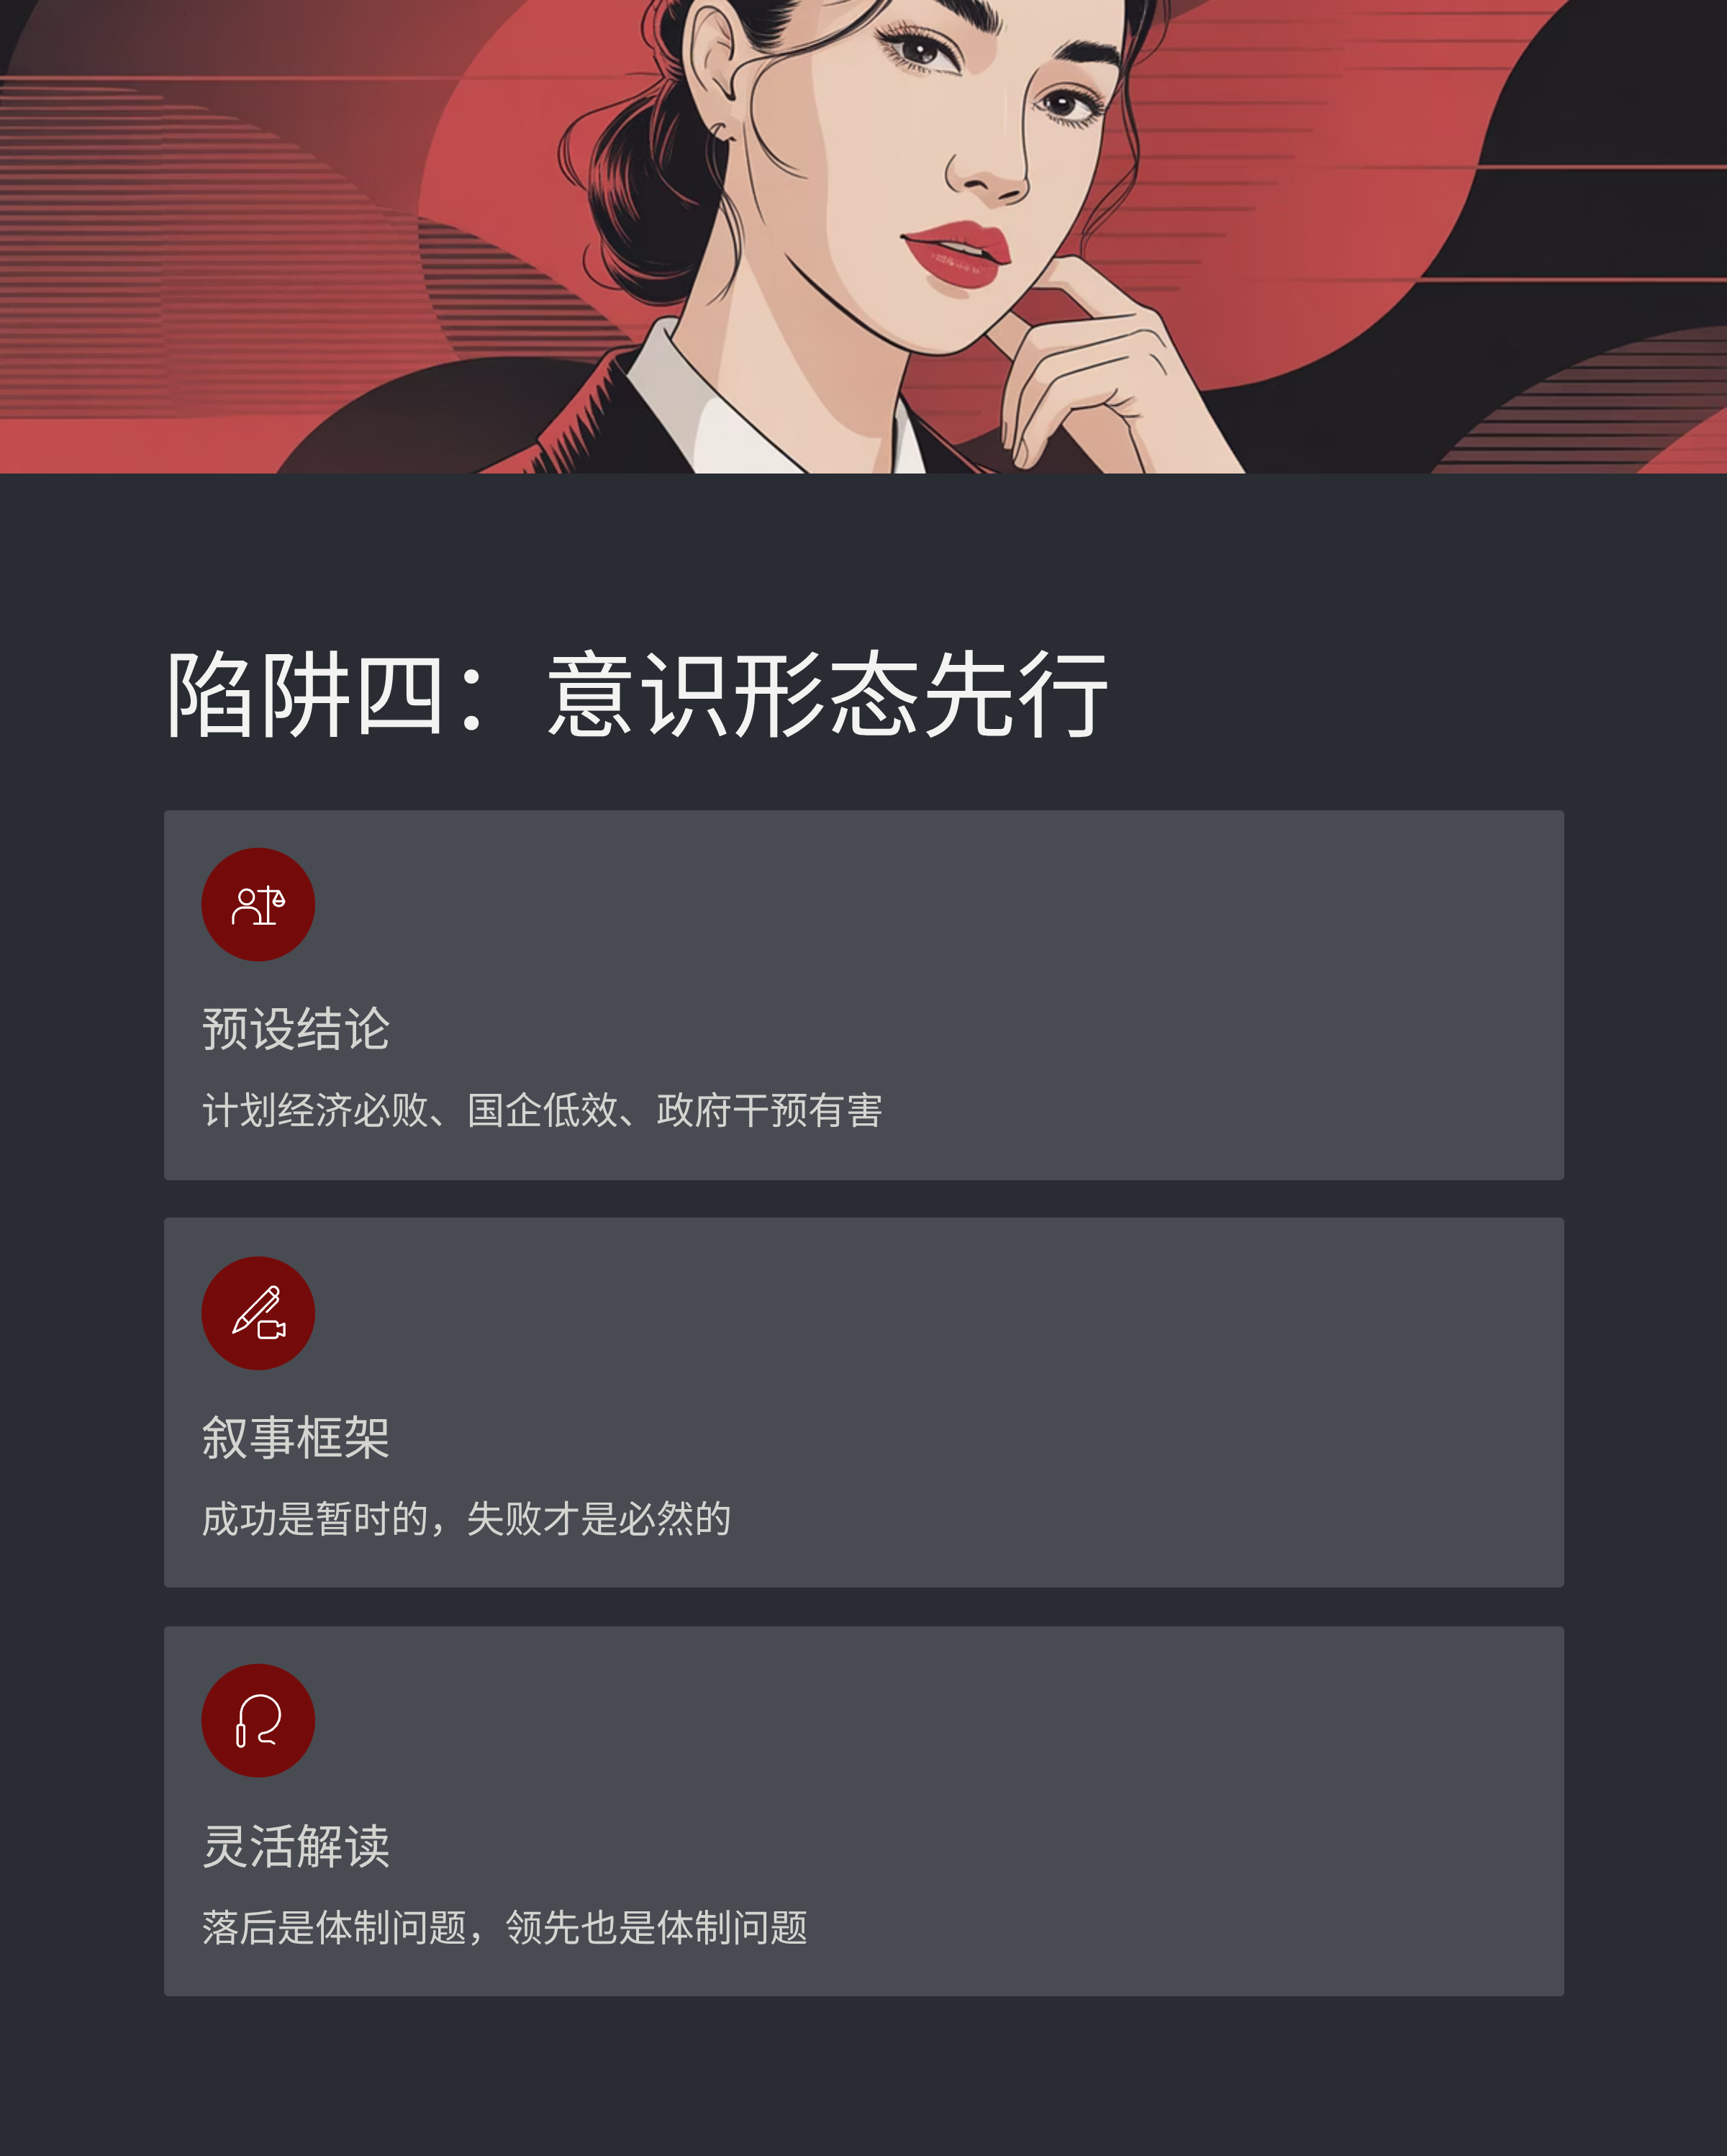 陷阱四：意识形态先行
预设结论
计划经济必败、国企低效、政府干预有害
叙事框架
成功是暂时的，失败才是必然的
灵活解读
落后是体制问题，领先也是体制问题